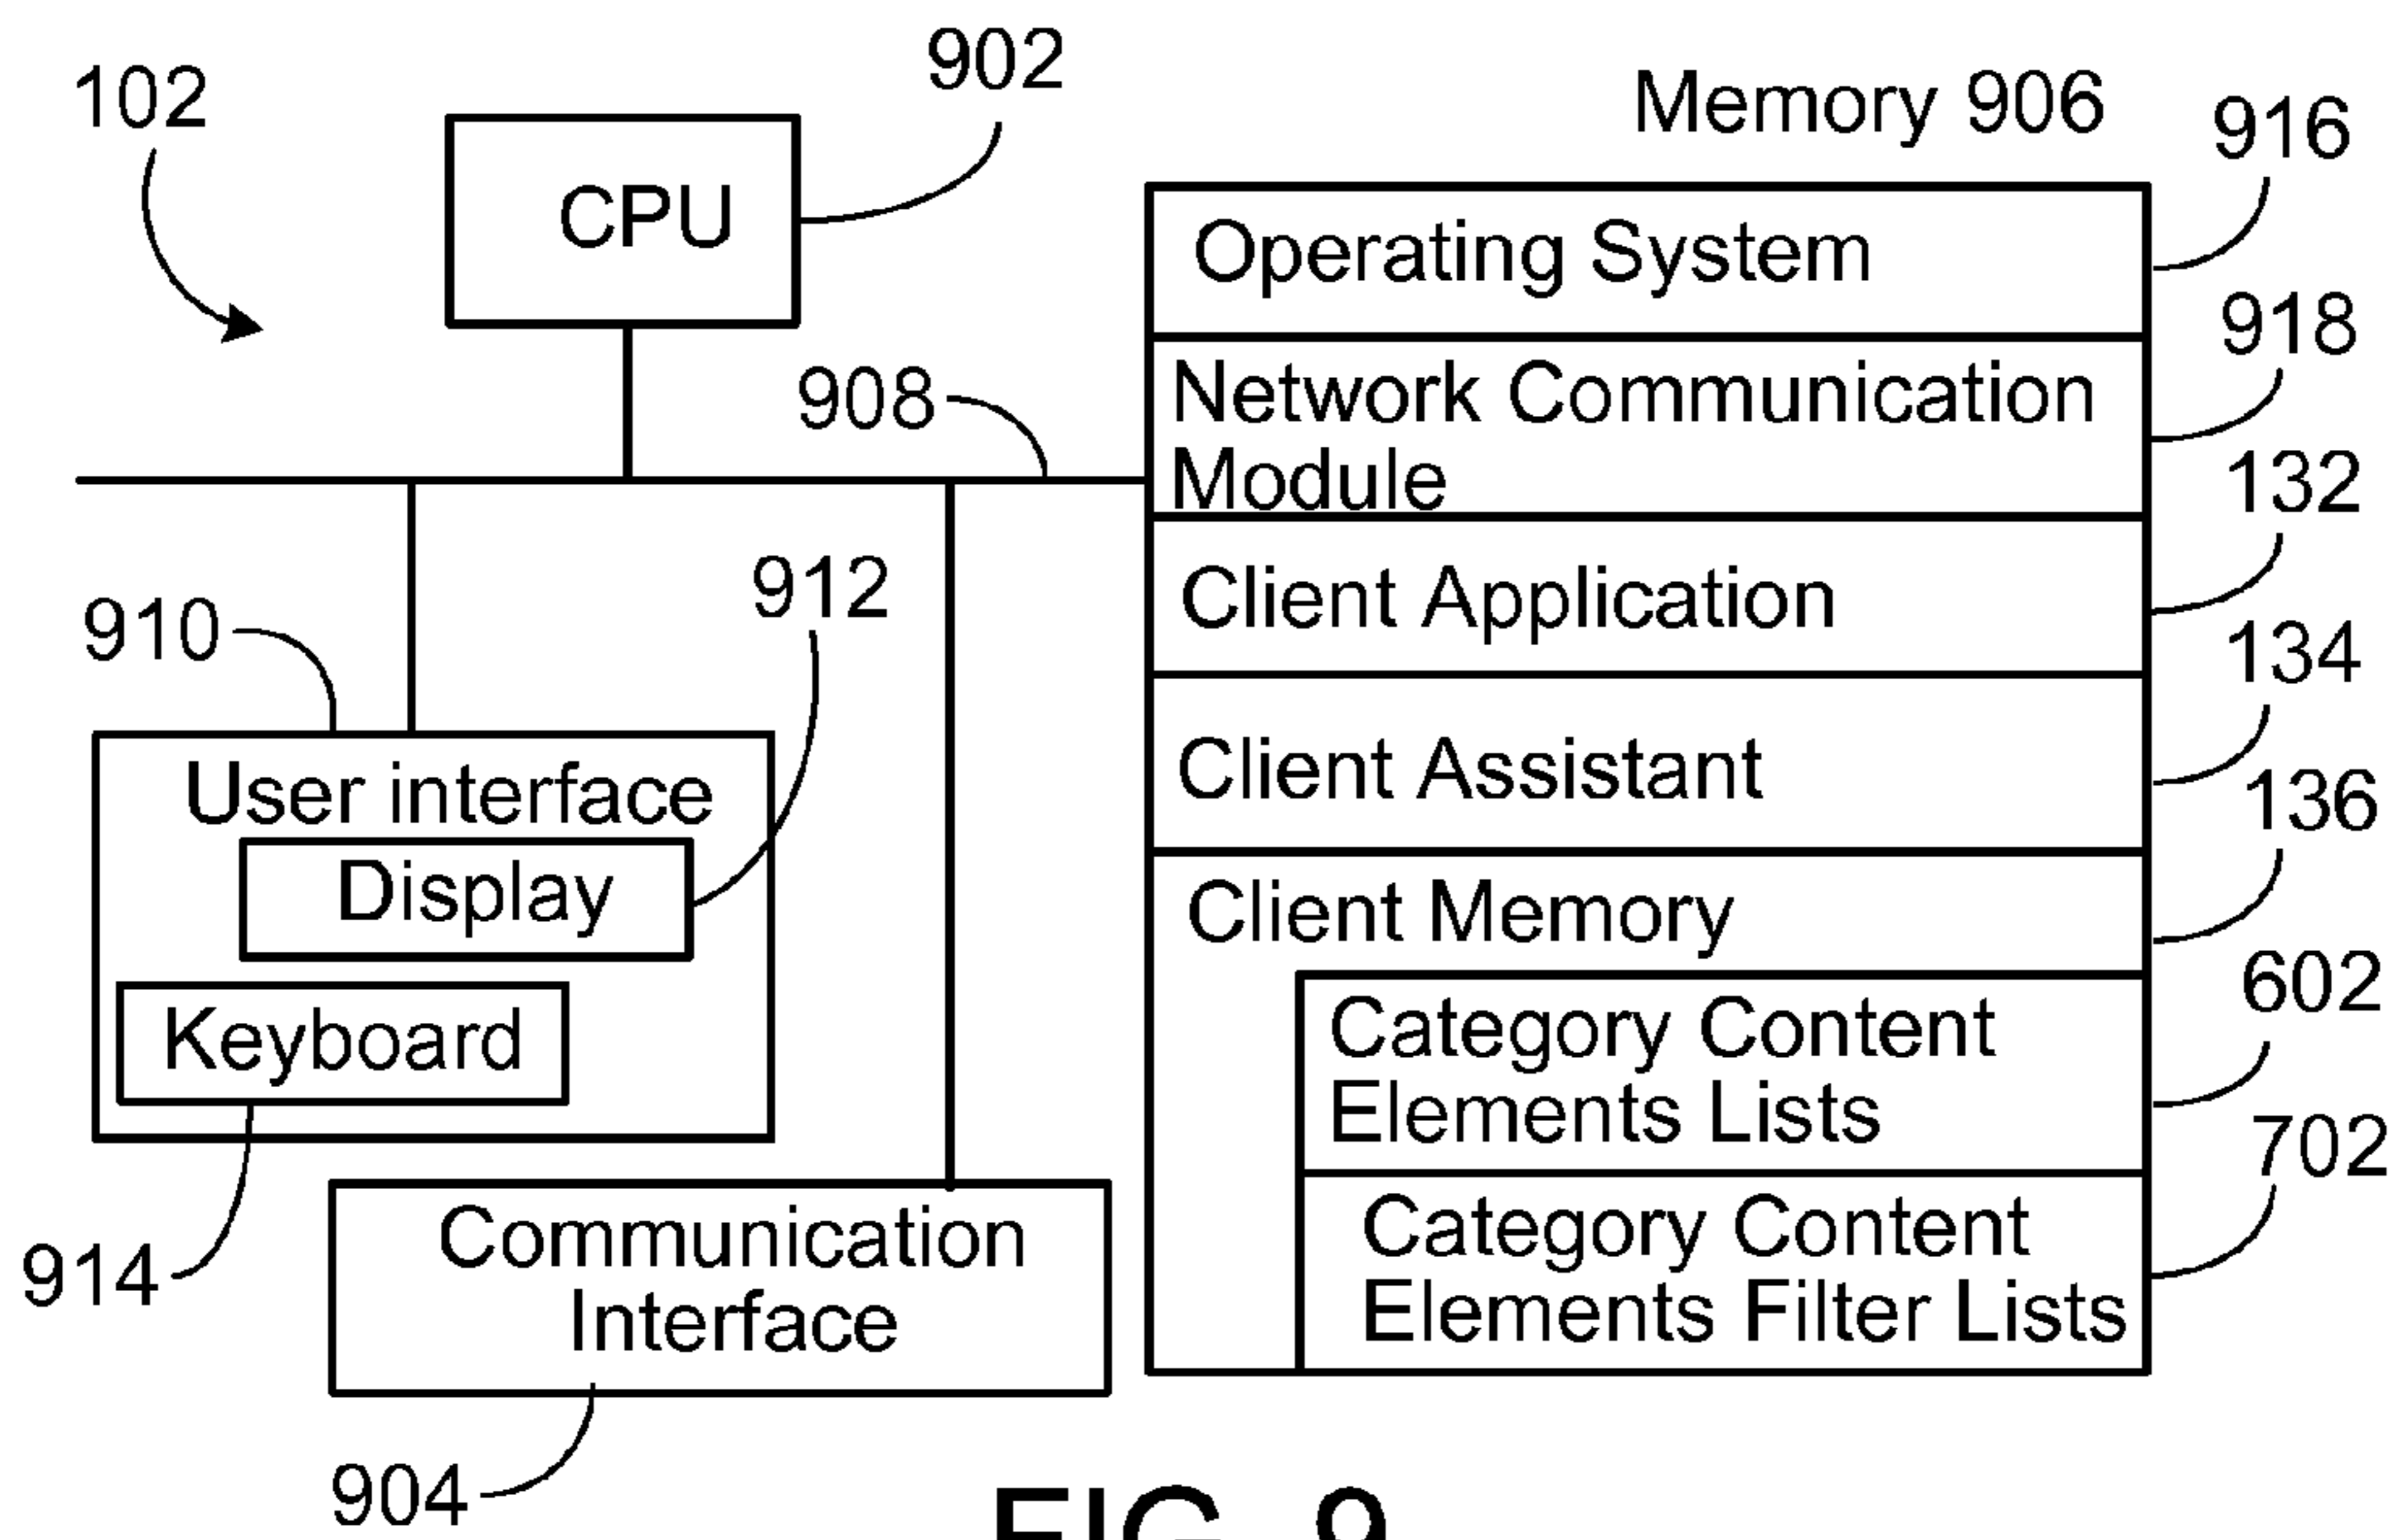 102
902
CPU
908
910
912
User interface
Display
Keyboard
914
Communication
Interface
904
Memory 906
916
Operating System
918
Network Communication
Module
132
Client Application
134
Client Assistant
136
Client Memory
602
Category Content
Elements Lists
702
Category Content
Elements Filter Lists
FIG. 9